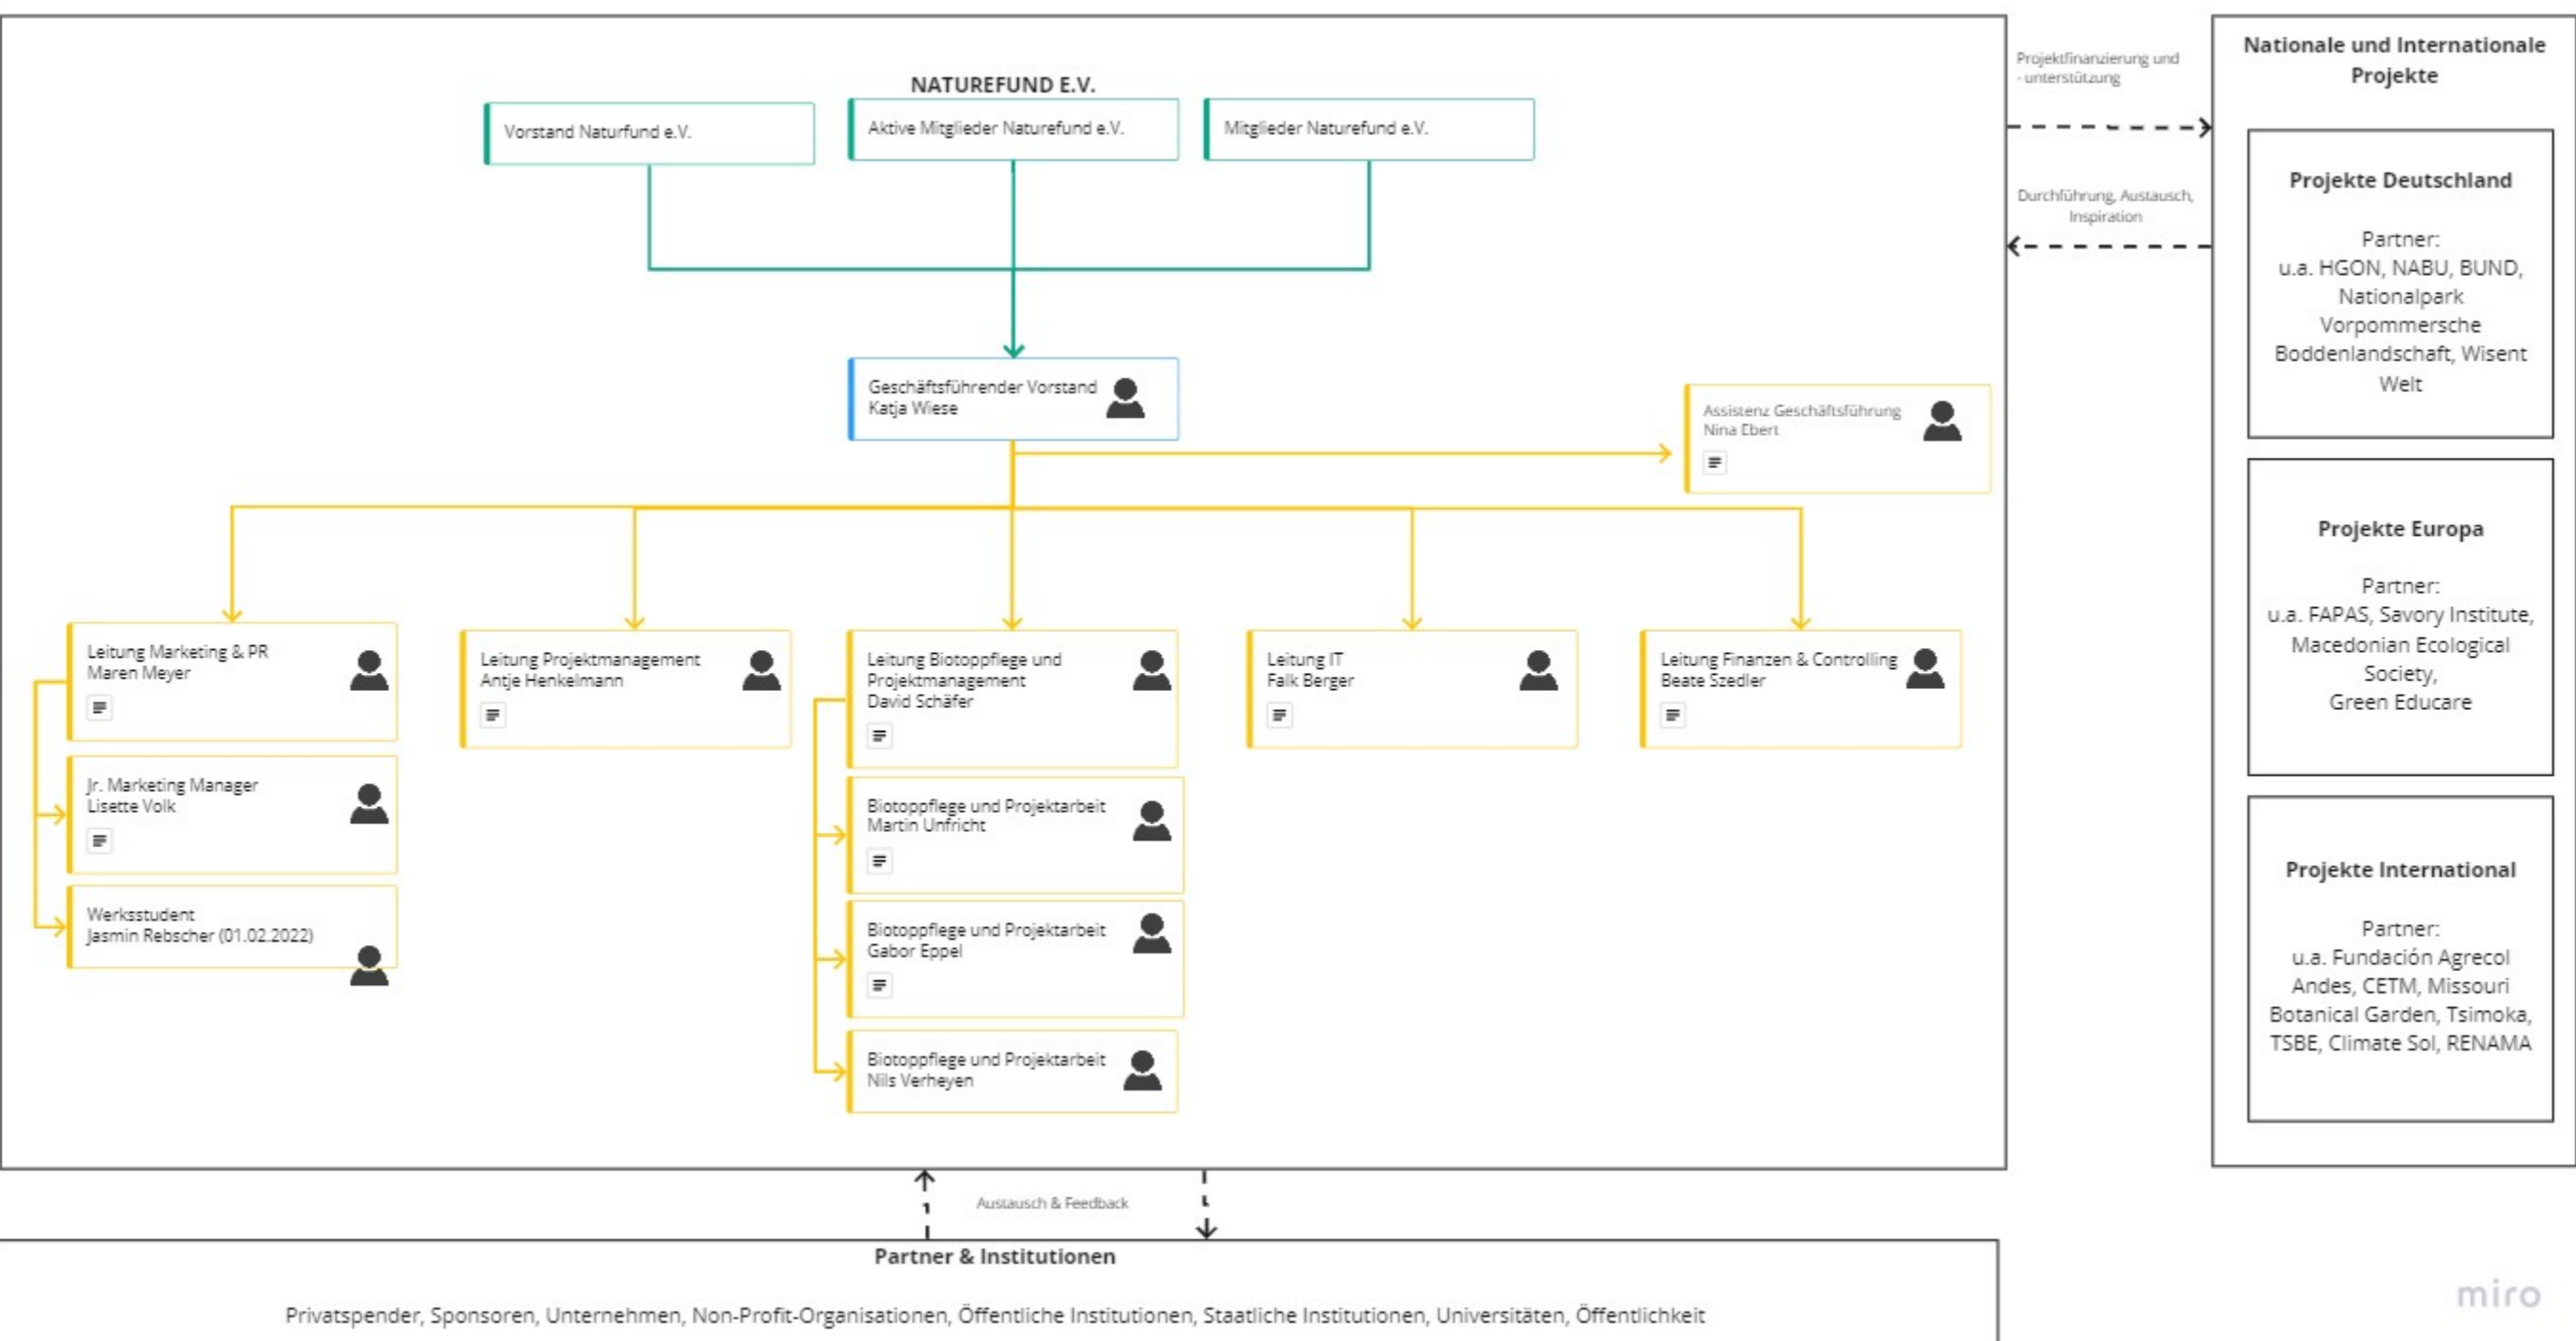 NATUREFUND E.V.
Vorstand Naturfund e.V.
Aktive Mitglieder Naturefund e.V.
Mitglieder Naturefund e.V.
Geschäftsführender Vorstand
Katja Wiese
Assistenz Geschäftsführung
Nina Ebert
Leitung Marketing & PR
Maren Meyer
Jr. Marketing Manager
Lisette Volk
Werksstudent
Jasmin Rebscher (01.02.2022)
Leitung Projektmanagement
Antje Henkelmann
Leitung Biotoppflege und
Projektmanagement
David Schäfer
Biotoppflege und Projektarbeit
Martin Unfricht
Biotoppflege und Projektarbeit
Gabor Eppel
Biotoppflege und Projektarbeit
Nils Verheyen
Leitung IT
Falk Berger
Leitung Finanzen & Controlling
Beate Szedler
Projektfinanzierung und
- unterstützung
Durchführung, Austausch,
Inspiration
Nationale und Internationale
Projekte
Projekte Deutschland
Partner:
u.a. HGON, NABU, BUND,
Nationalpark
Vorpommersche
Boddenlandschaft, Wisent
Welt
Projekte Europa
Partner:
u.a. FAPAS, Savory Institute,
Macedonian Ecological
Society,
Green Educare
Projekte International
Partner:
u.a. Fundación Agrecol
Andes, CETM, Missouri
Botanical Garden, Tsimoka,
TSBE, Climate Sol, RENAMA
Austausch & Feedback
Partner & Institutionen
Privatspender, Sponsoren, Unternehmen, Non-Profit-Organisationen, Öffentliche Institutionen, Staatliche Institutionen, Universitäten, Öffentlichkeit
miro